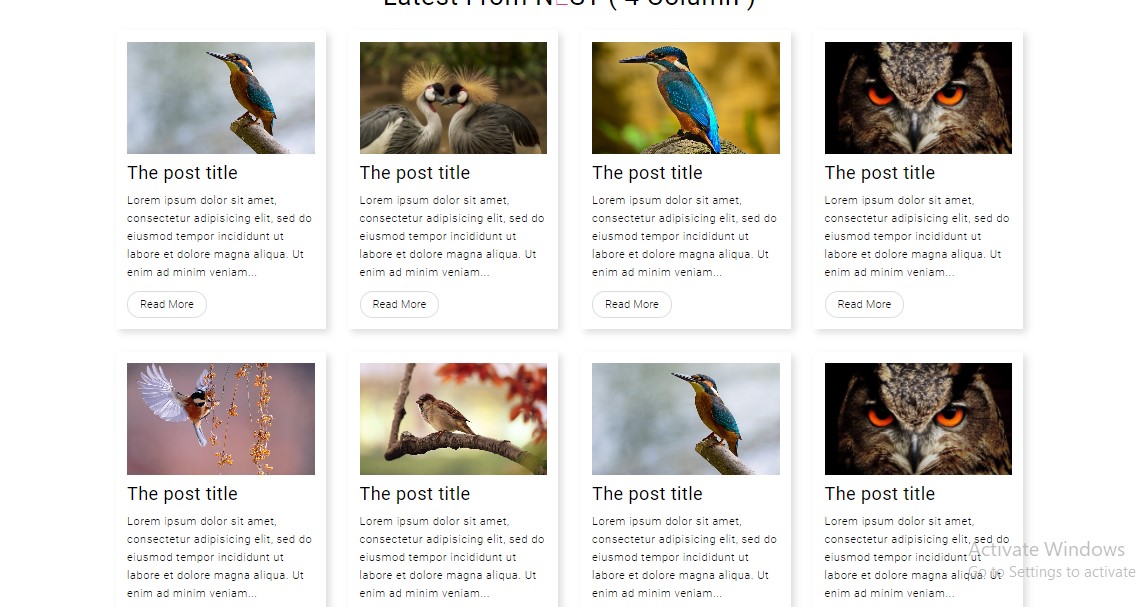 Latest From NEST ( 4 Column )
The post title
Lorem ipsum dolor sit amet,
consectetur adipisicing elit, sed do
eiusmod tempor incididunt ut
labore et dolore magna aliqua. Ut
enim ad minim veniam...
Read More
The post title
Lorem ipsum dolor sit amet,
consectetur adipisicing elit, sed do
eiusmod tempor incididunt ut
labore et dolore magna aliqua. Ut
enim ad minim veniam...
Read More
The post title
Lorem ipsum dolor sit amet,
consectetur adipisicing elit, sed do
eiusmod tempor incididunt ut
labore et dolore magna aliqua. Ut
enim ad minim veniam...
Read More
The post title
Lorem ipsum dolor sit amet,
consectetur adipisicing elit, sed do
eiusmod tempor incididunt ut
labore et dolore magna aliqua. Ut
enim ad minim veniam...
Read More
The post title
Lorem ipsum dolor sit amet,
consectetur adipisicing elit, sed do
eiusmod tempor incididunt ut
labore et dolore magna aliqua. Ut
enim ad minim veniam...
The post title
Lorem ipsum dolor sit amet,
consectetur adipisicing elit, sed do
eiusmod tempor incididunt ut
labore et dolore magna aliqua. Ut
enim ad minim veniam...
The post title
Lorem ipsum dolor sit amet,
consectetur adipisicing elit, sed do
eiusmod tempor incididunt ut
labore et dolore magna aliqua. Ut
enim ad minim veniam...
The post title
Lorem ipsum dolor sit amet,
consectetur adipisicing elit, sed do
eiusmod tempor incididunt ut
labore et dolore magna aliqua. Ut
enim ad minim veniam...
Activate Windows
Go to Settings to activate